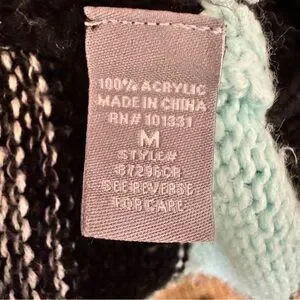 100% ACRYLIC
MADE IN CHINA
RN# 101331
M
STYLE#
87296CR
SEE REVERSE
FOR CARE